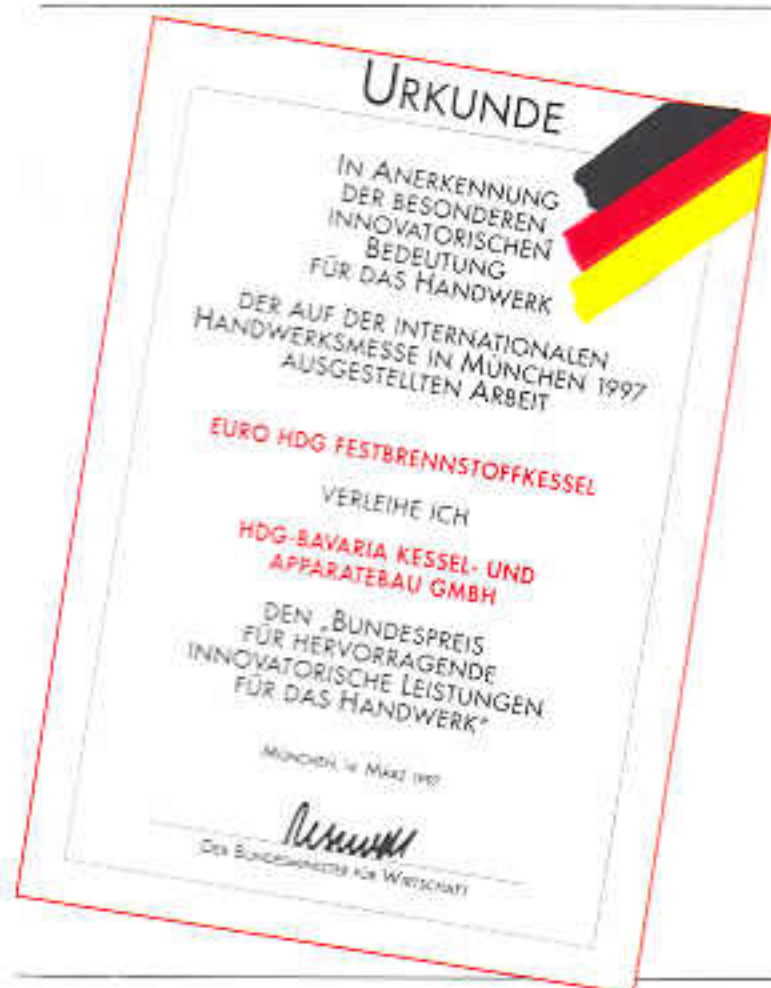 URKUNDE
IN ANERKENNUNG
DER BESONDEREN
INNOVATORISCHEN
BEDEUTUNG
FÜR DAS HANDWERK
DER AUF DER INTERNATIONALEN
HANDWERKSMESSE IN MÜNCHEN 1997
AUSGESTELLTEN ARBEIT
EURO HDG FESTBRENNSTOFFKESSEL
VERLEIHE ICH
HDG-BAVARIA KESSEL- UND
APPARATEBAU GMBH
DEN „BUNDESPREIS
FÜR HERVORRAGENDE
INNOVATORISCHE LEISTUNGEN
FÜR DAS HANDWERK“
MÜNCHEN, MÄRZ 1997
DER BUNDESMINISTER FÜR WIRTSCHAFT